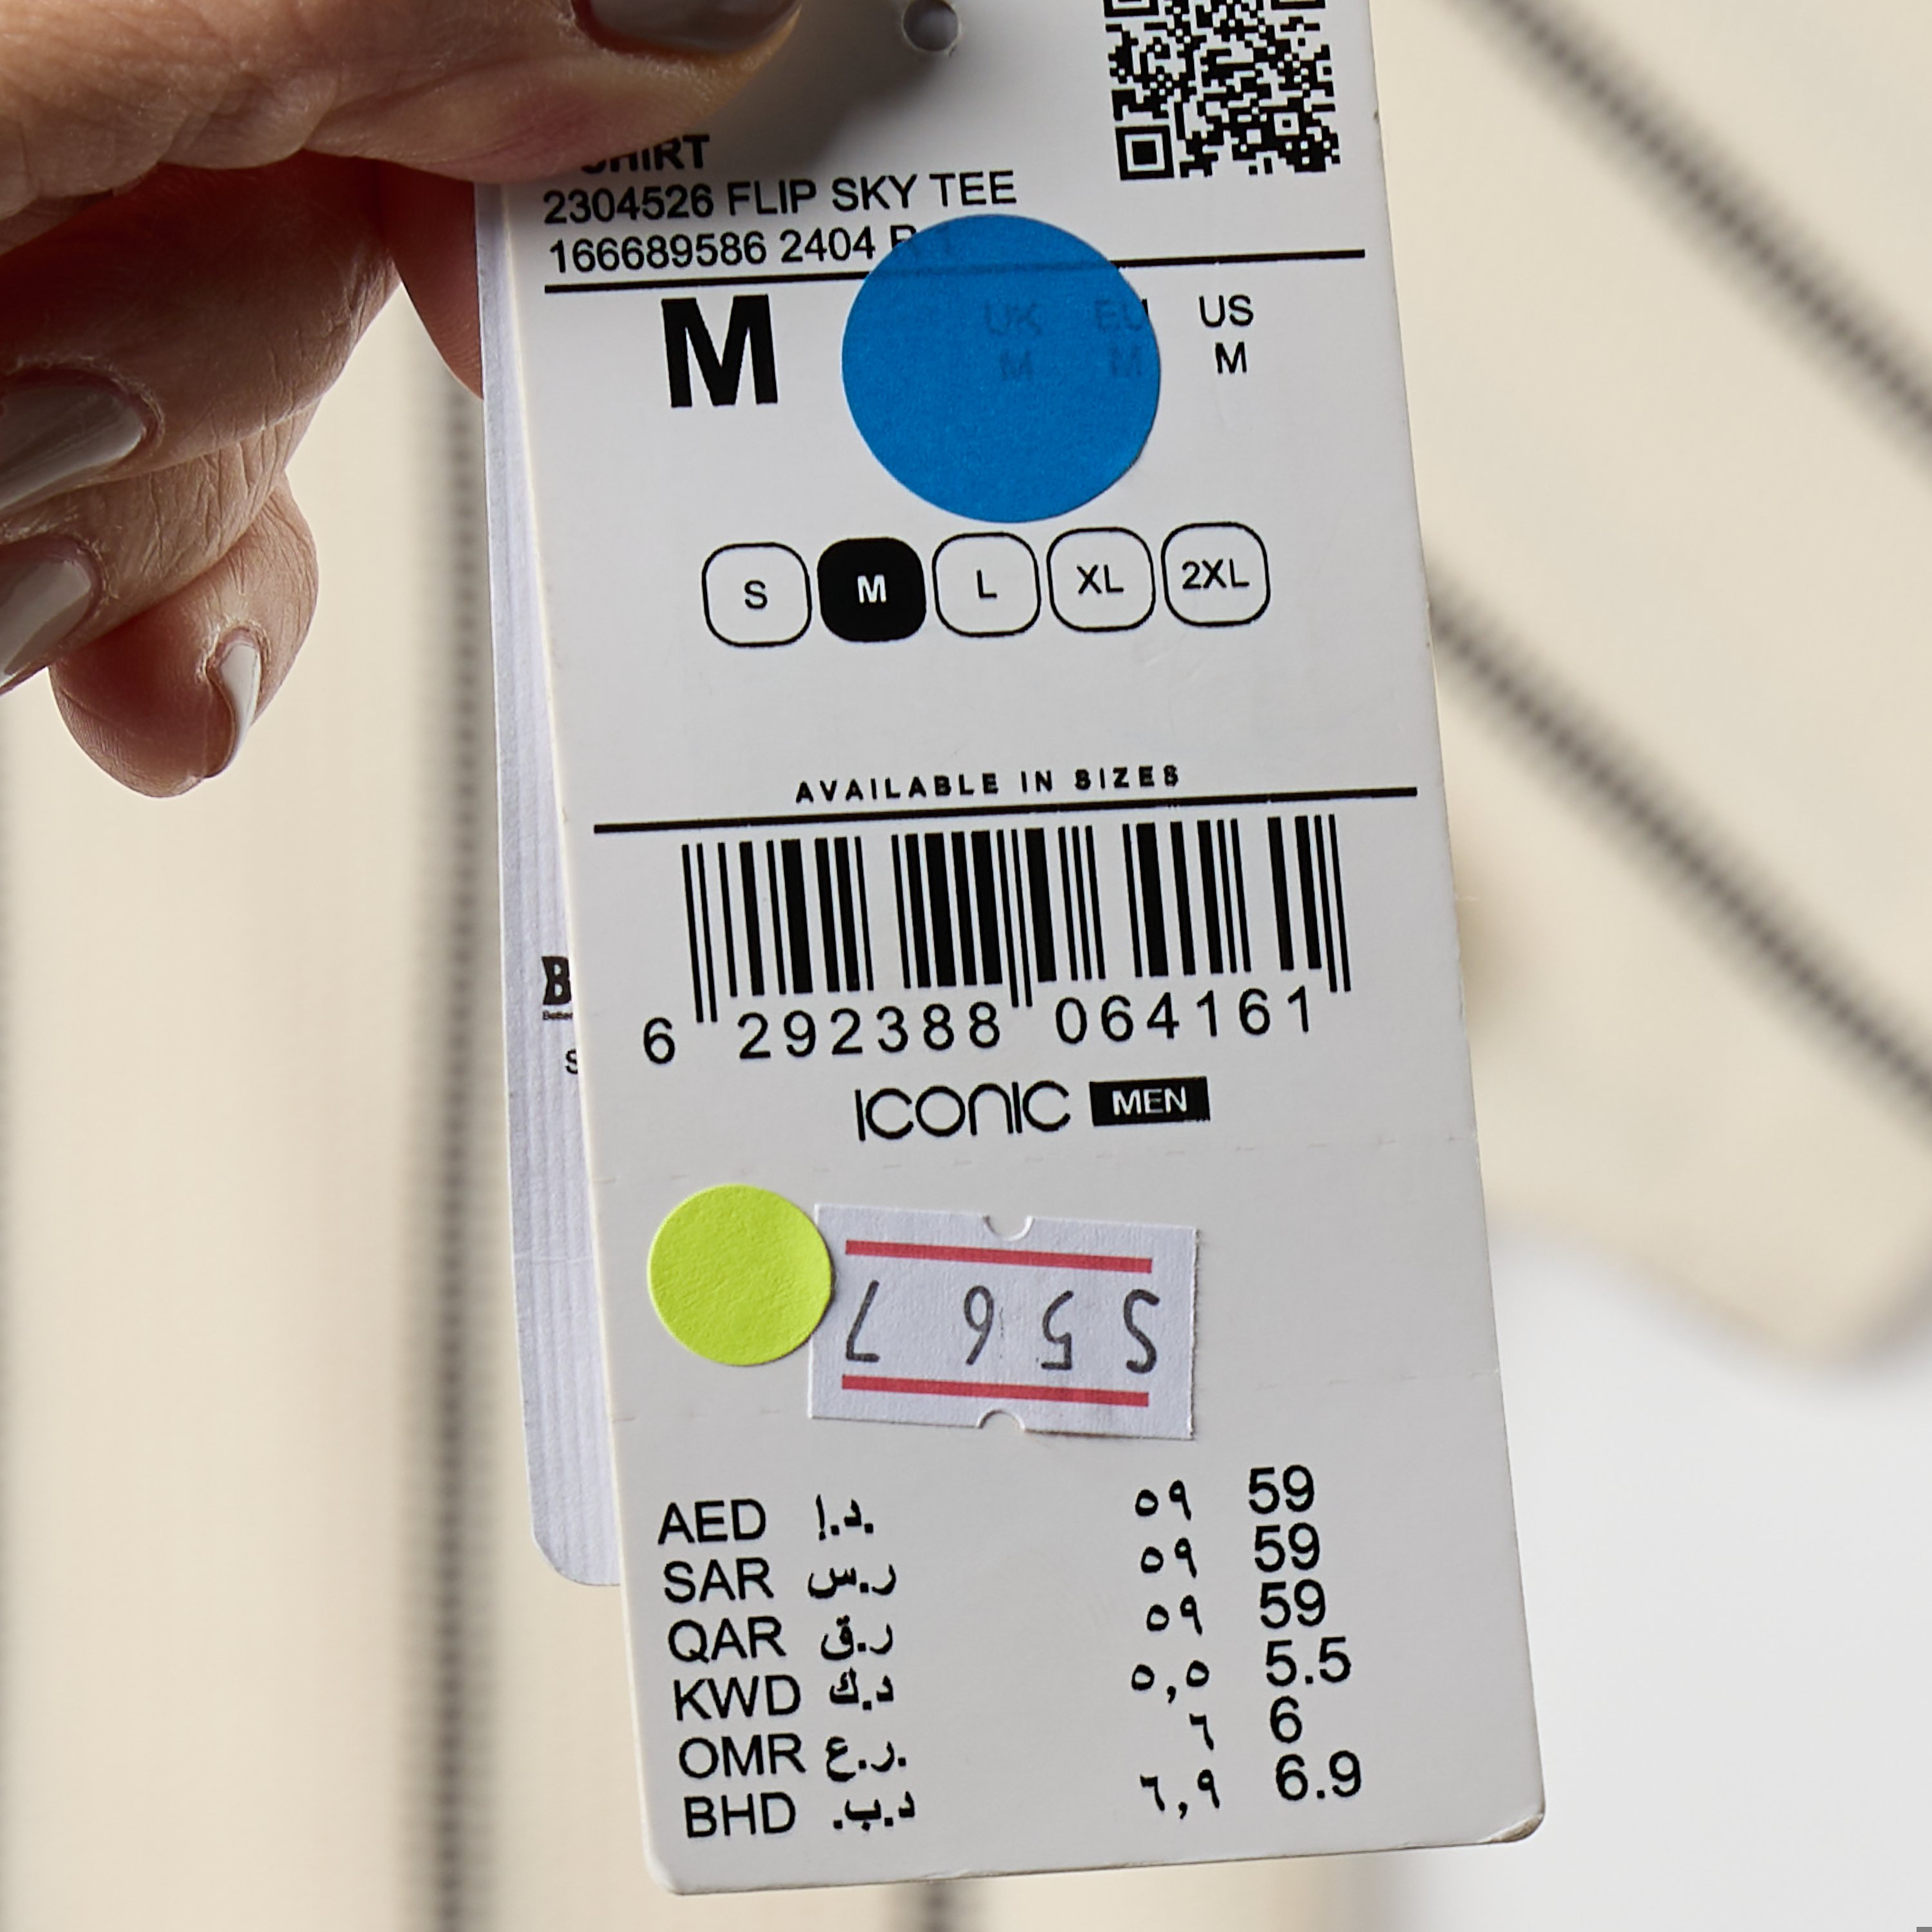 SHIRT
2304526 FLIP SKY TEE
166689586 2404
M UK EU US
M M M
S M L XL 2XL
AVAILABLE IN SIZES
6 292388 064161
ICONIC MEN
S567
AED د.إ. ٥٩ 59
SAR ر.س ٥٩ 59
QAR ر.ق ٥٩ 59
KWD د.ك ٥,٥ 5.5
OMR ر.ع. ٦ 6
BHD د.ب. ٦,٩ 6.9